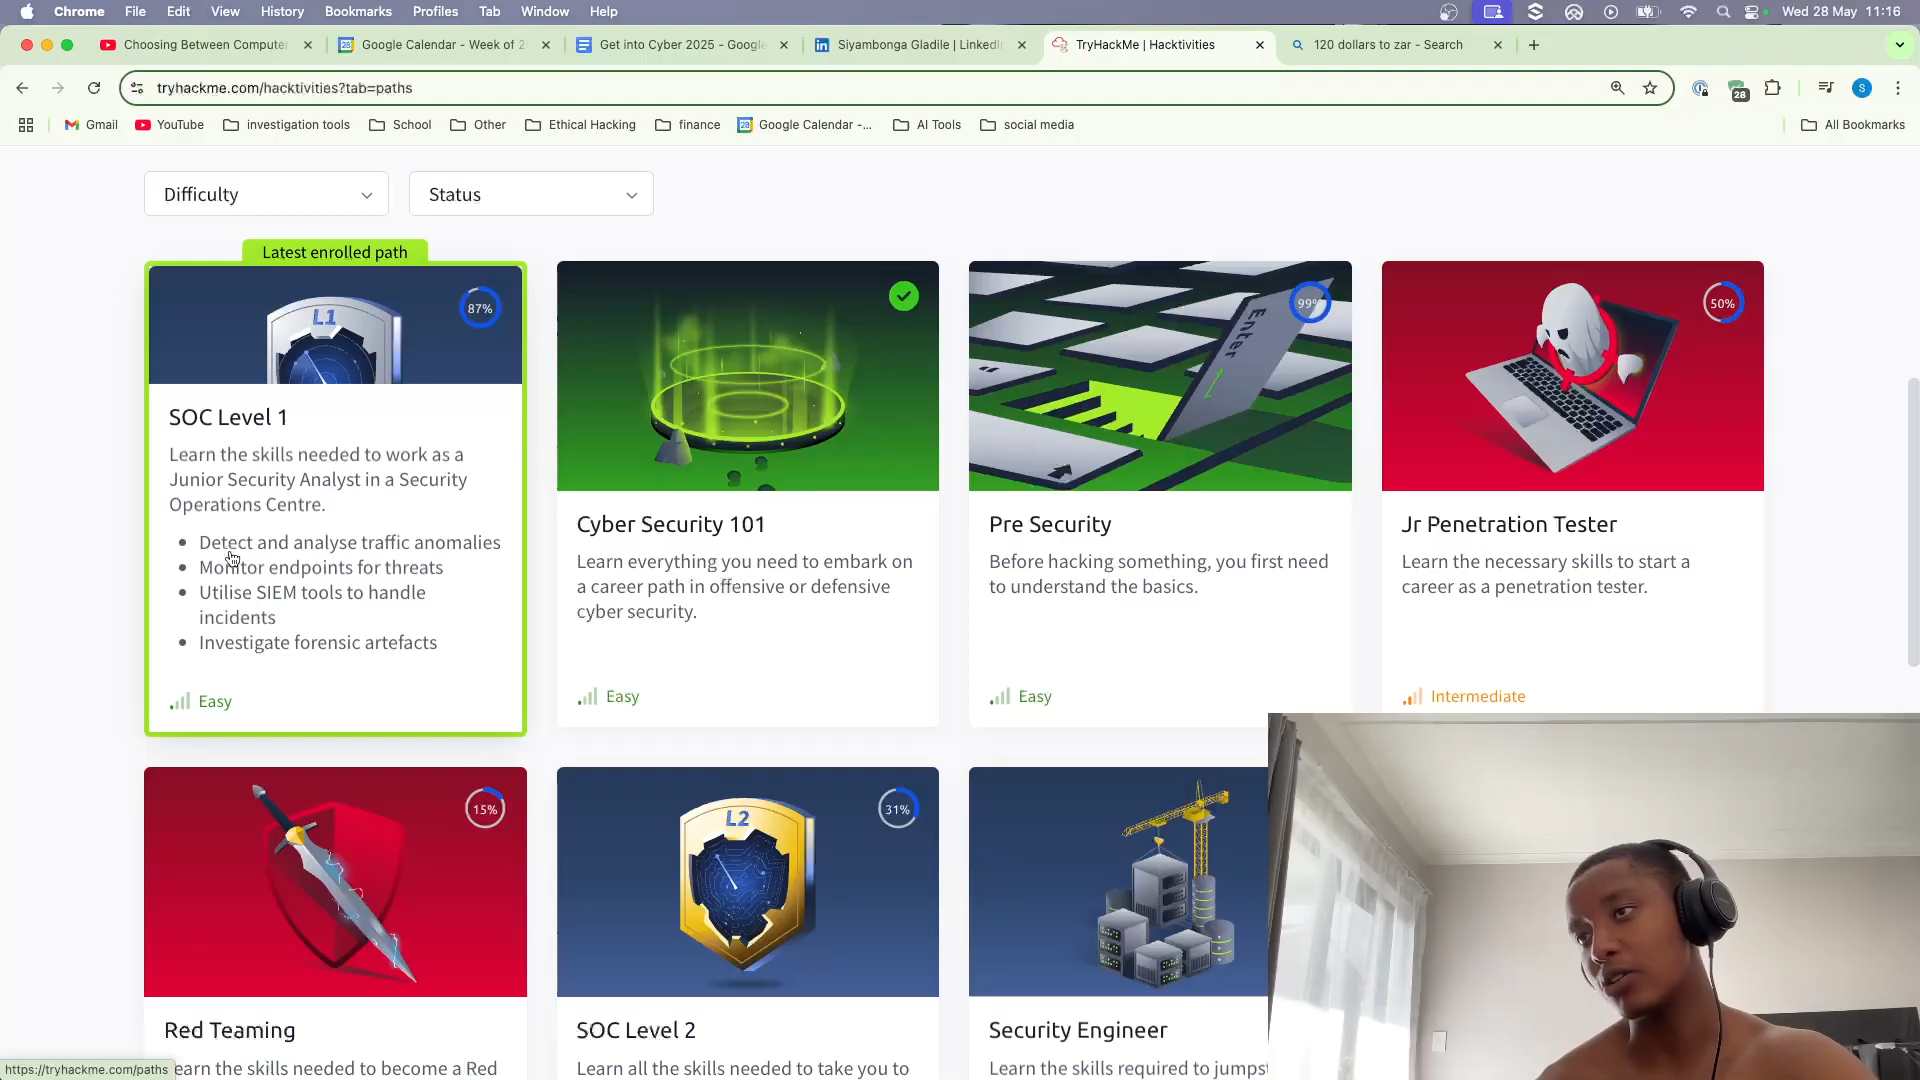 Chrome File Edit View History Bookmarks Profiles Tab Window Help Wed 28 May 11:16
Choosing Between Computer
Google Calendar - Week of 2
Get into Cyber 2025 - Google
Siyambonga Gladile | LinkedIn
TryHackMe | Hacktivities
120 dollars to zar - Search
tryhackme.com/hacktivities?tab=paths
28
S
Gmail YouTube investigation tools School Other Ethical Hacking finance Google Calendar -... AI Tools social media All Bookmarks
Difficulty
Status
Latest enrolled path
L1
87%
SOC Level 1
Learn the skills needed to work as a
Junior Security Analyst in a Security
Operations Centre.
Detect and analyse traffic anomalies
Monitor endpoints for threats
Utilise SIEM tools to handle
incidents
Investigate forensic artefacts
Easy
Cyber Security 101
Learn everything you need to embark on
a career path in offensive or defensive
cyber security.
Easy
Enter
99%
Pre Security
Before hacking something, you first need
to understand the basics.
Easy
50%
Jr Penetration Tester
Learn the necessary skills to start a
career as a penetration tester.
Intermediate
15%
Red Teaming
earn the skills needed to become a Red
L2
31%
SOC Level 2
Learn all the skills needed to take you to
Security Engineer
Learn the skills required to jumpst
https://tryhackme.com/paths